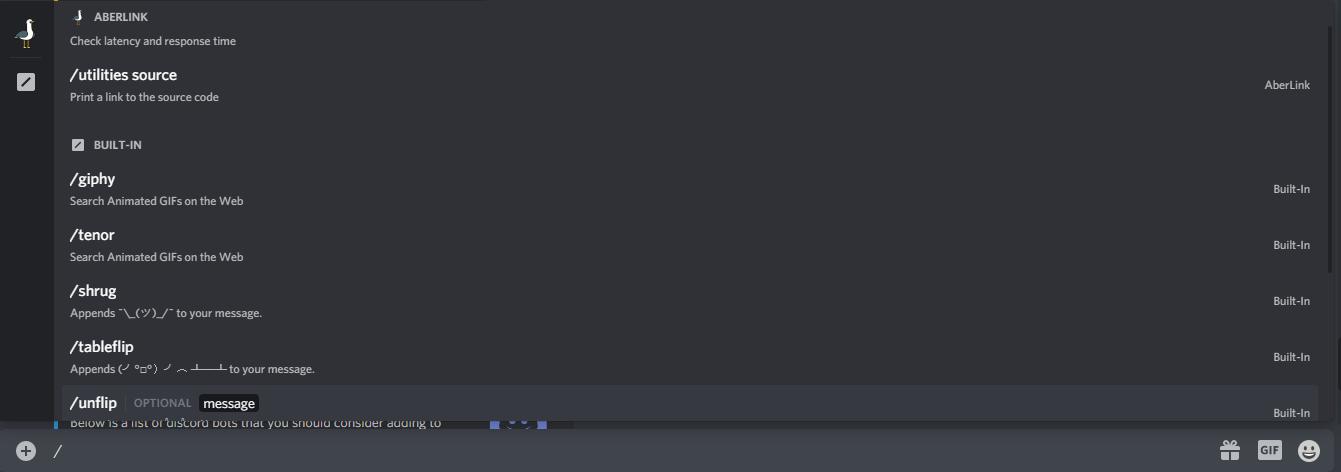 ABERLINK
Check latency and response time
/utilities source
Print a link to the source code
AberLink
BUILT-IN
/giphy
Search Animated GIFs on the Web
Built-In
/tenor
Search Animated GIFs on the Web
Built-In
/shrug
Appends ¯\_(ツ)_/¯ to your message.
Built-In
/tableflip
Appends (╯°□°）╯︵ ┻━┻ to your message.
Built-In
/unflip OPTIONAL message
Built-In
Below is a list of discord bots that you should consider adding to
/
GIF